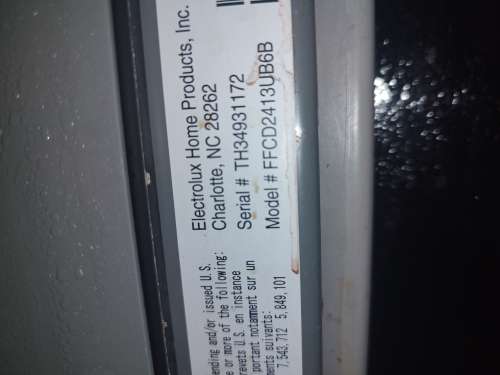 Electrolux Home Products, Inc.
Charlotte, NC 28262
Serial # TH34931172
Model # FFCD2413UB6B
ending and/or issued U.S.
e or more of the following:
ravets U.S. en instance
portant notamment sur un
ments suivants:
7,543,712 5,849,101